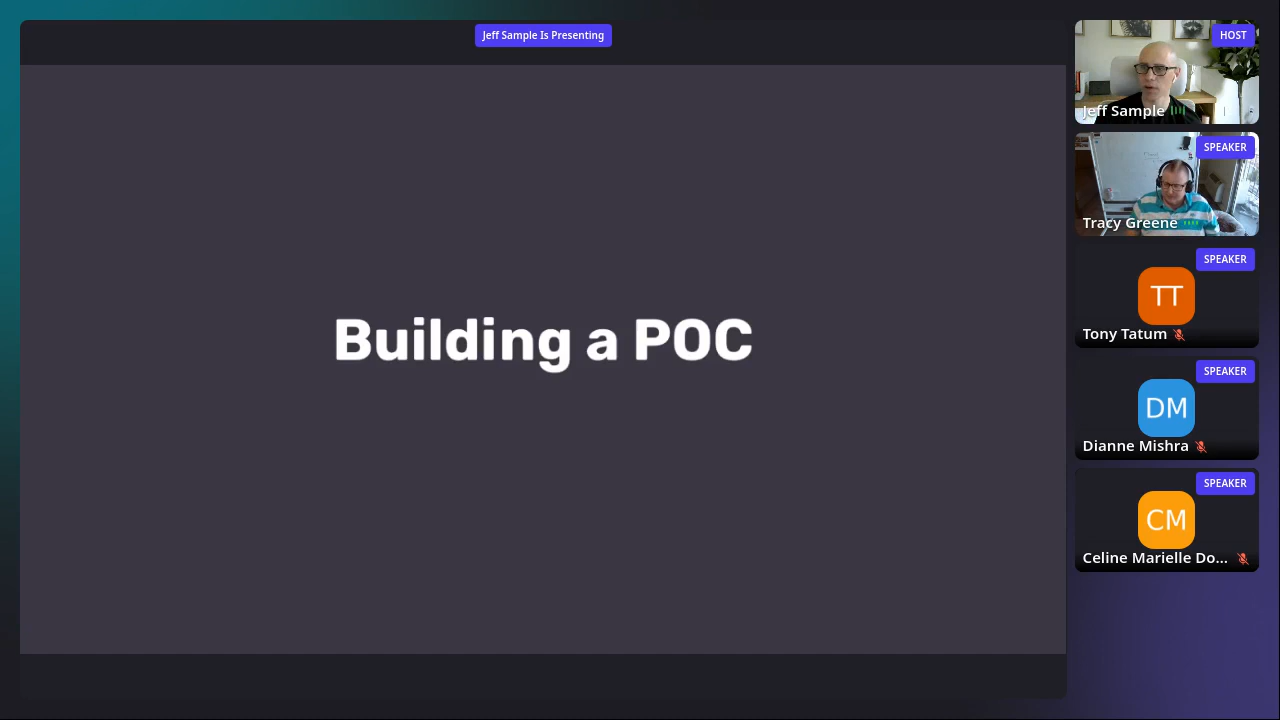 Jeff Sample Is Presenting
Building a POC
HOST
Jeff Sample
SPEAKER
Tracy Greene
SPEAKER
TT
Tony Tatum
SPEAKER
DM
Dianne Mishra
SPEAKER
CM
Celine Marielle Do...